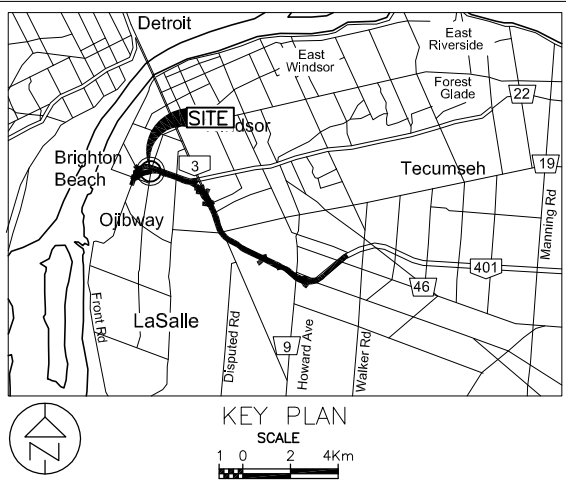 Detroit
East
Riverside
East
Windsor
Forest
Glade
22
SITE
dsor
Brighton
Beach
3
Tecumseh
19
Ojibway
Manning Rd
401
46
Front Rd
LaSalle
Disputed Rd
9
Howard Ave
Walker Rd
N
KEY PLAN
SCALE
1 0 2 4Km